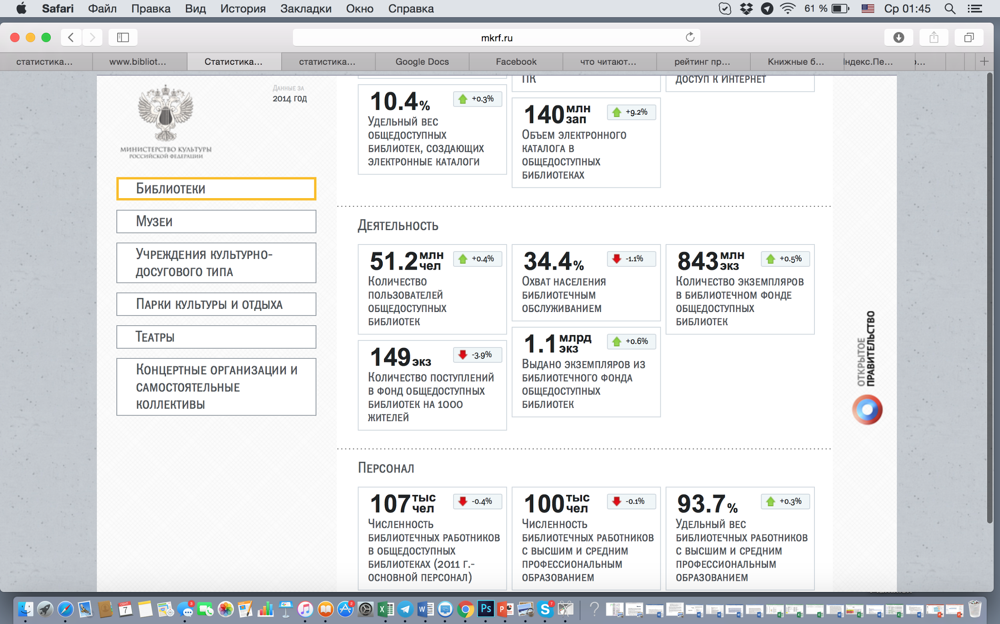 Safari Файл Правка Вид История Закладки Окно Справка 61 % Ср 01:45
mkrf.ru
статистика... www.bibliot... Статистика... статистика... Google Docs Facebook что читают... рейтинг пр... Книжные б... Индекс.Пе...
Данные за
2014 год
МИНИСТЕРСТВО КУЛЬТУРЫ
РОССИЙСКОЙ ФЕДЕРАЦИИ
Библиотеки
Музеи
Учреждения культурно-
досугового типа
Парки культуры и отдыха
Театры
Концертные организации и
самостоятельные
коллективы
ПК
доступ к Интернет
10.4 % +0.3%
Удельный вес
общедоступных
библиотек, создающих
электронные каталоги
140 млн зап +9.2%
Объем электронного
каталога в
общедоступных
библиотеках
Деятельность
51.2 млн чел +0.4%
Количество
пользователей
общедоступных
библиотек
34.4 % -1.1%
Охват населения
библиотечным
обслуживанием
843 млн экз +0.5%
Количество экземпляров
в библиотечном фонде
общедоступных
библиотек
149 экз -3.9%
Количество поступлений
в фонд общедоступных
библиотек на 1000
жителей
1.1 млрд экз +0.6%
Выдано экземпляров из
библиотечного фонда
общедоступных
библиотек
Персонал
107 тыс чел -0.4%
Численность
библиотечных работников
в общедоступных
библиотеках (2011 г.-
основной персонал)
100 тыс чел -0.1%
Численность
библиотечных работников
с высшим и средним
профессиональным
образованием
93.7 % +0.3%
Удельный вес
библиотечных работников
с высшим и средним
профессиональным
образованием
ОТКРЫТОЕ
ПРАВИТЕЛЬСТВО
СЕНТ.
7
3
2
Ps
7